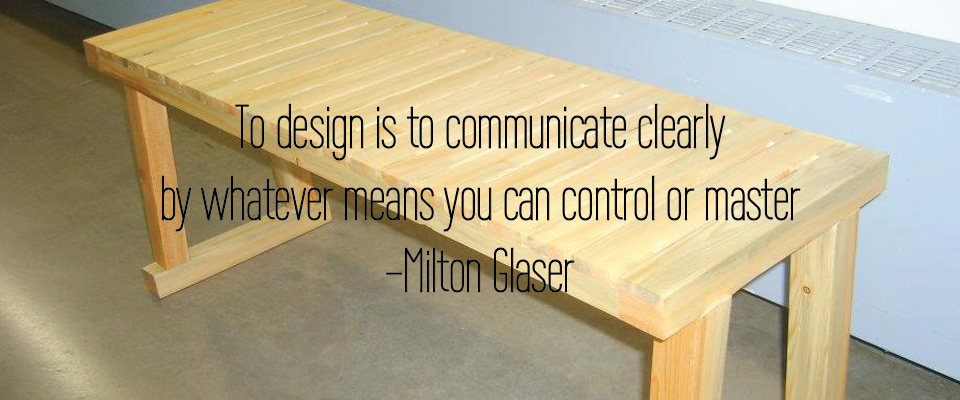 To design is to communicate clearly
by whatever means you can control or master
-Milton Glaser